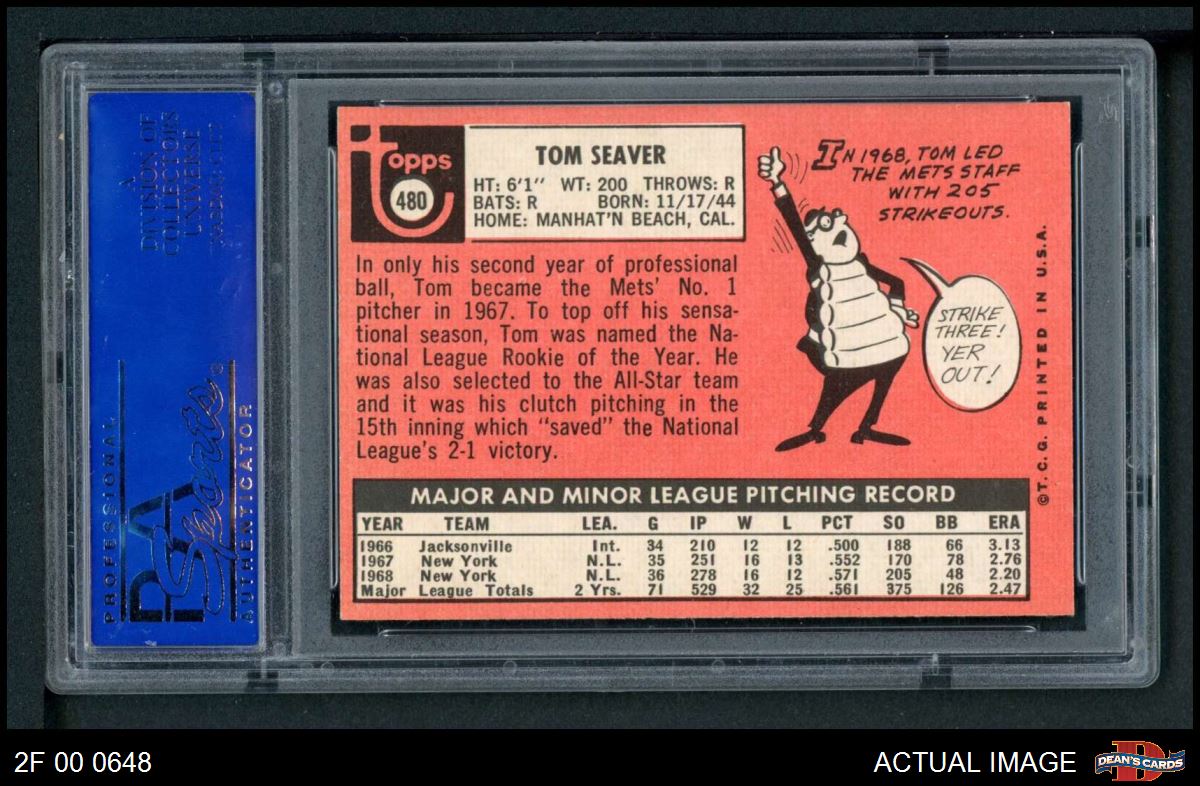 A
DIVISION OF
COLLECTORS
UNIVERSE
NASDAQ: CLCT
PROFESSIONAL
PSA
Sports
®
AUTHENTICATOR
topps
480
TOM SEAVER
HT: 6'1" WT: 200 THROWS: R
BATS: R BORN: 11/17/44
HOME: MANHAT'N BEACH, CAL.
In only his second year of professional
ball, Tom became the Mets' No. 1
pitcher in 1967. To top off his sensa-
tional season, Tom was named the Na-
tional League Rookie of the Year. He
was also selected to the All-Star team
and it was his clutch pitching in the
15th inning which "saved" the National
League's 2-1 victory.
IN 1968, TOM LED
THE METS STAFF
WITH 205
STRIKEOUTS.
STRIKE
THREE!
YER
OUT!
©T.C.G. PRINTED IN U.S.A.
MAJOR AND MINOR LEAGUE PITCHING RECORD
YEAR TEAM LEA. G IP W L PCT SO BB ERA
1966 Jacksonville Int. 34 210 12 12 .500 188 66 3.13
1967 New York N.L. 35 251 16 13 .552 170 78 2.76
1968 New York N.L. 36 278 16 12 .571 205 48 2.20
Major League Totals 2 Yrs. 71 529 32 25 .561 375 126 2.47
2F 00 0648
ACTUAL IMAGE
D
DEAN'S CARDS